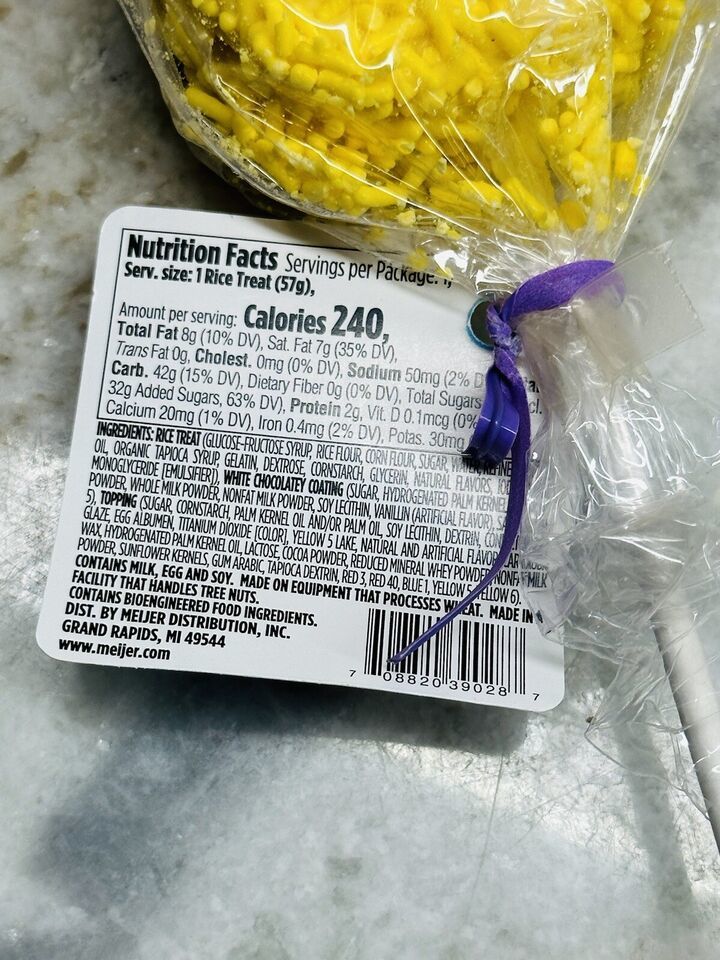 Nutrition Facts Servings per Package: 1,
Serv. size: 1 Rice Treat (57g),
Amount per serving: Calories 240,
Total Fat 8g (10% DV), Sat. Fat 7g (35% DV),
Trans Fat 0g, Cholest. 0mg (0% DV), Sodium 50mg (2% D
Carb. 42g (15% DV), Dietary Fiber 0g (0% DV), Total Sugars cl.
32g Added Sugars, 63% DV), Protein 2g, Vit. D 0.1mcg (0%
Calcium 20mg (1% DV), Iron 0.4mg (2% DV), Potas. 30mg
INGREDIENTS: RICE TREAT (GLUCOSE-FRUCTOSE SYRUP, RICE FLOUR, CORN FLOUR, SUGAR,
OIL, ORGANIC TAPIOCA SYRUP, GELATIN, DEXTROSE, CORNSTARCH, GLYCERIN, NATURAL FLAVORS,
MONOGLYCERIDE [EMULSIFIER]), WHITE CHOCOLATEY COATING (SUGAR, HYDROGENATED PALM KERNEL
POWDER, WHOLE MILK POWDER, NONFAT MILK POWDER, SOY LECITHIN, VANILLIN (ARTIFICIAL FLAVOR),
5), TOPPING (SUGAR, CORNSTARCH, PALM KERNEL OIL AND/OR PALM OIL, SOY LECITHIN, DEXTRIN,
GLAZE, EGG ALBUMEN, TITANIUM DIOXIDE [COLOR], YELLOW 5 LAKE, NATURAL AND ARTIFICIAL FLAVOR,
WAX, HYDROGENATED PALM KERNEL OIL, LACTOSE, COCOA POWDER, REDUCED MINERAL WHEY POWDER, MILK
POWDER, SUNFLOWER KERNELS, GUM ARABIC, TAPIOCA DEXTRIN, RED 3, RED 40, BLUE 1, YELLOW 5, YELLOW 6).
CONTAINS MILK, EGG AND SOY. MADE ON EQUIPMENT THAT PROCESSES WHEAT. MADE IN
FACILITY THAT HANDLES TREE NUTS.
CONTAINS BIOENGINEERED FOOD INGREDIENTS.
DIST. BY MEIJER DISTRIBUTION, INC.
GRAND RAPIDS, MI 49544
www.meijer.com
7 08820 39028 7